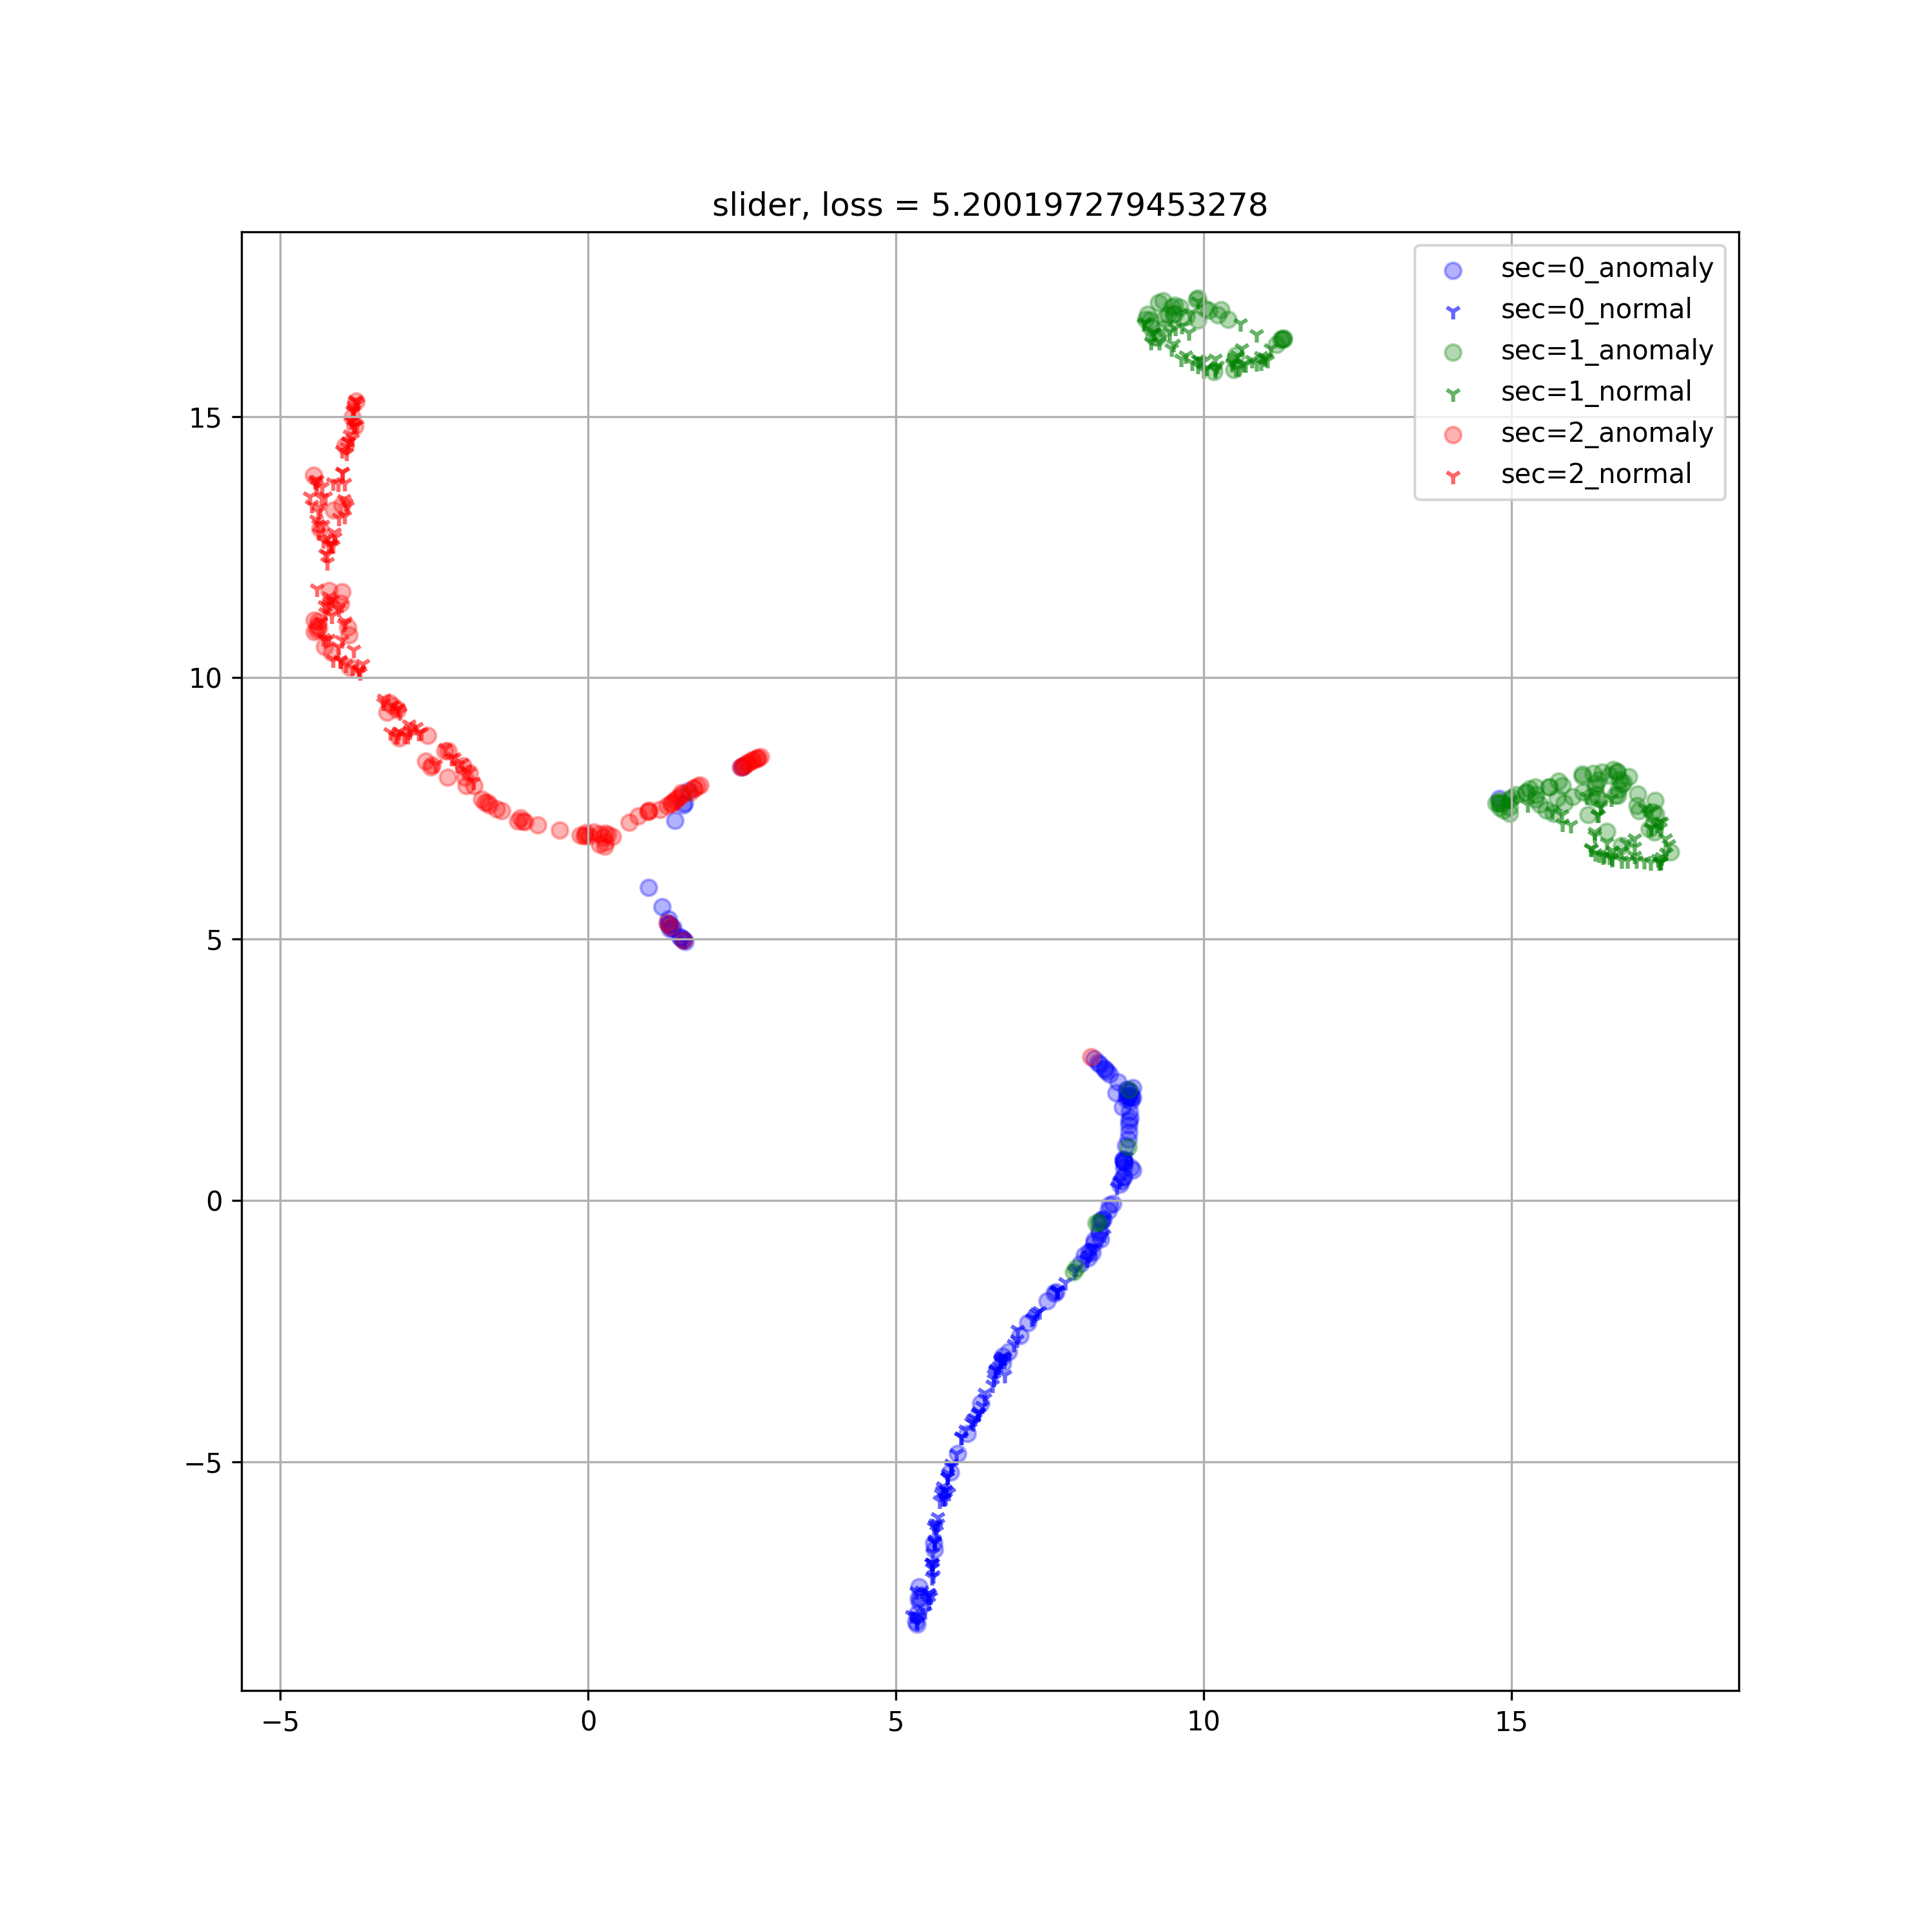 slider, loss = 5.200197279453278
sec=0_anomaly
sec=0_normal
sec=1_anomaly
sec=1_normal
sec=2_anomaly
sec=2_normal
15
10
5
0
−5
−5 0 5 10 15